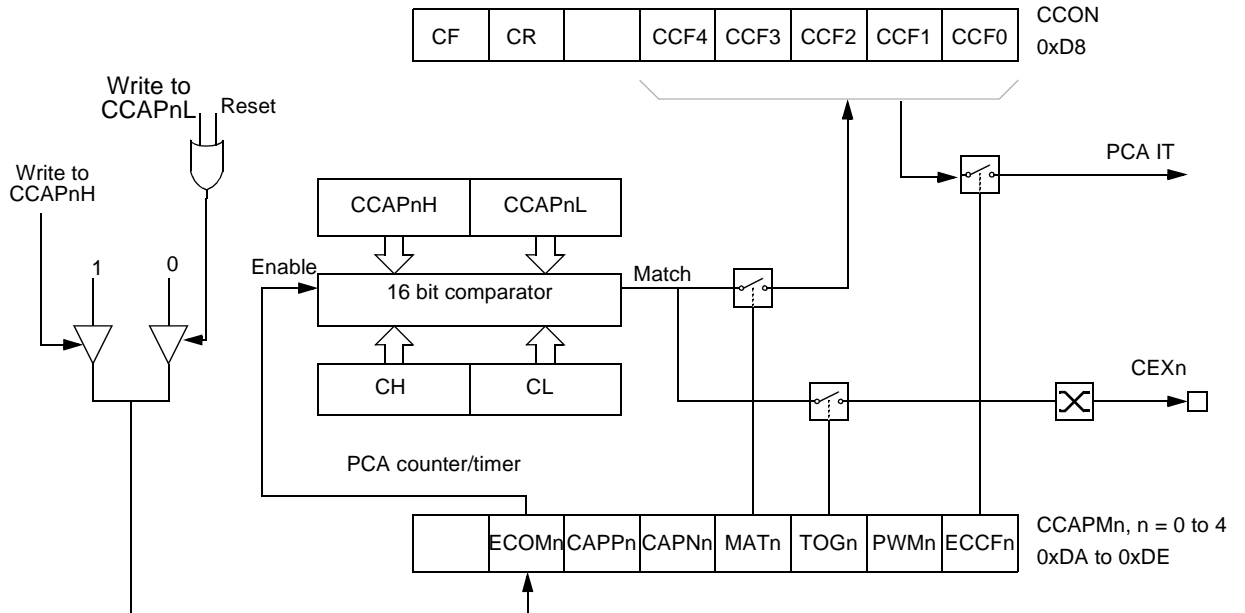 CF CR CCF4 CCF3 CCF2 CCF1 CCF0
CCON
0xD8
Write to
CCAPnL
Reset
Write to
CCAPnH
PCA IT
CCAPnH CCAPnL
1
0
Enable
16 bit comparator
Match
CH CL
CEXn
PCA counter/timer
ECOMn CAPPn CAPNn MATn TOGn PWMn ECCFn
CCAPMn, n = 0 to 4
0xDA to 0xDE